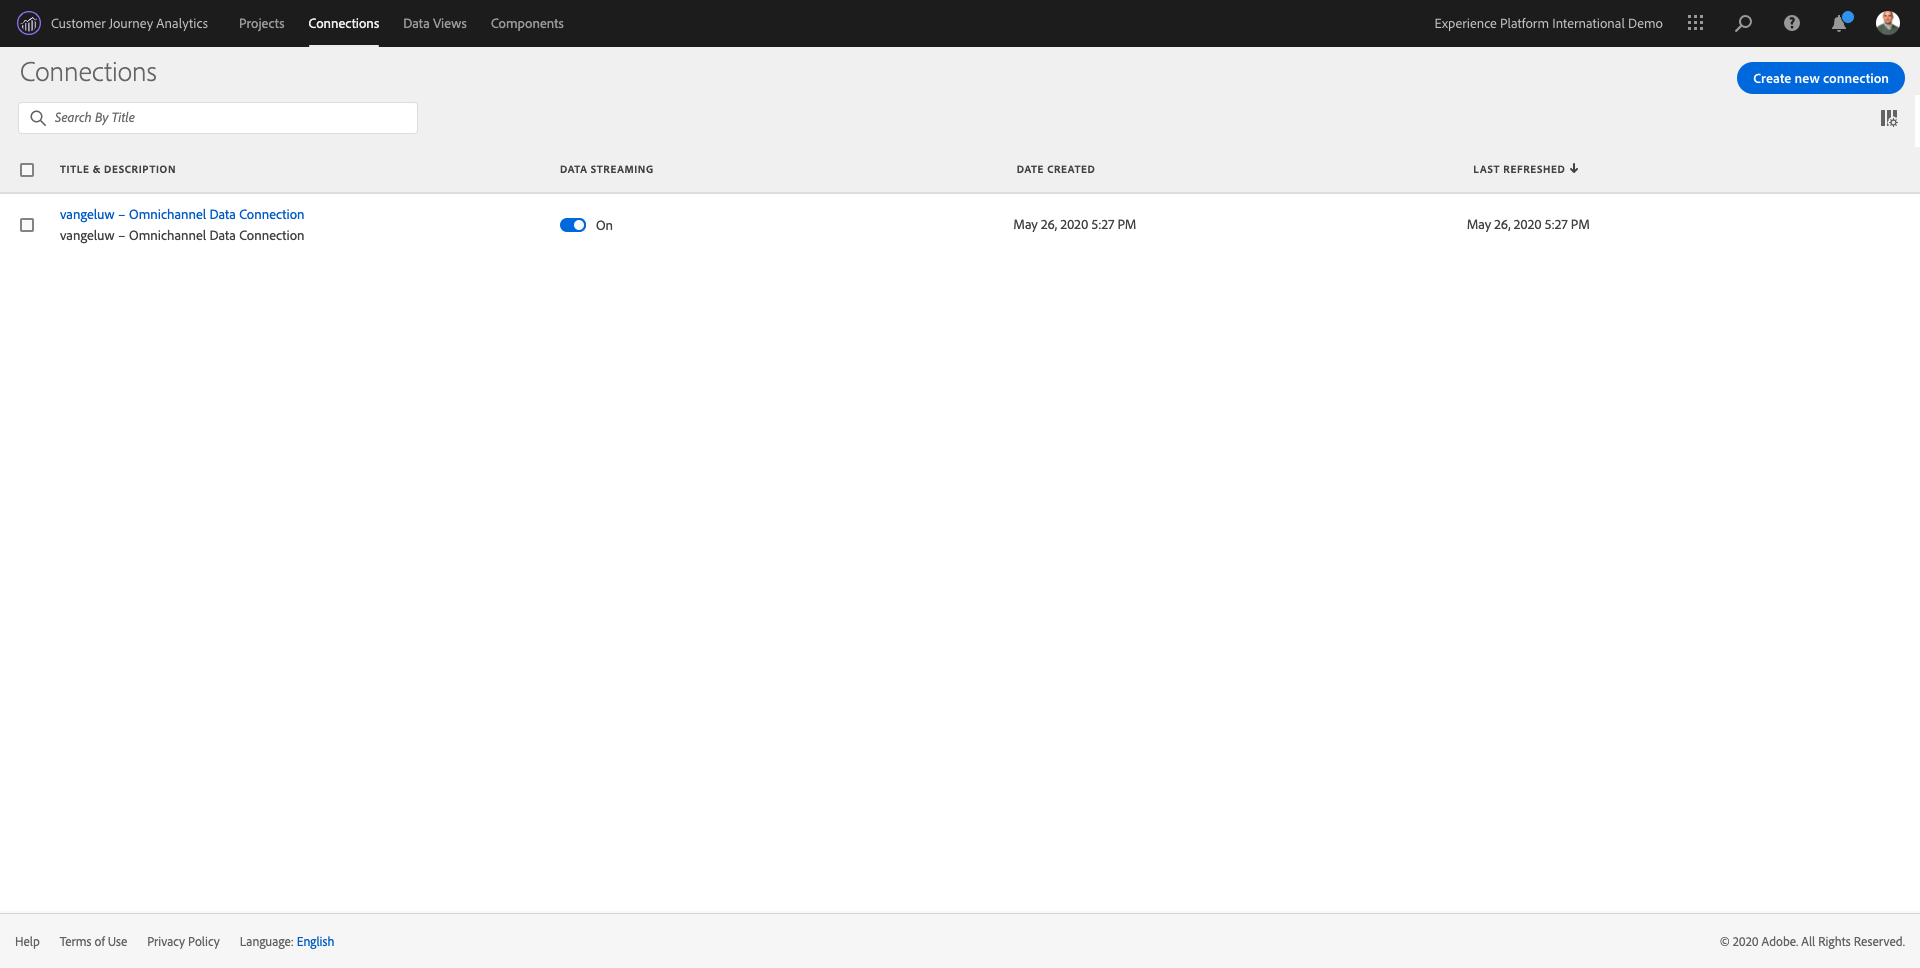 Customer Journey Analytics Projects Connections Data Views Components Experience Platform International Demo
Connections
Create new connection
Search By Title
TITLE & DESCRIPTION DATA STREAMING DATE CREATED LAST REFRESHED
vangeluw – Omnichannel Data Connection
vangeluw – Omnichannel Data Connection
On May 26, 2020 5:27 PM May 26, 2020 5:27 PM
Help Terms of Use Privacy Policy Language: English © 2020 Adobe. All Rights Reserved.